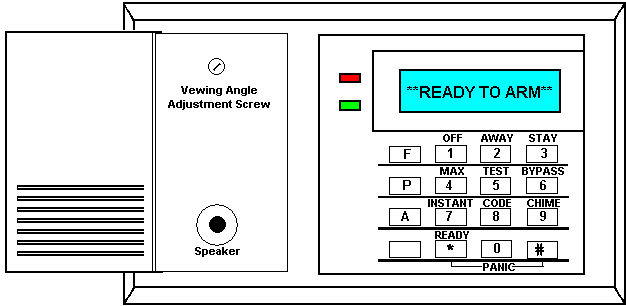 Vewing Angle
Adjustment Screw
Speaker
**READY TO ARM**
OFF AWAY STAY
F 1 2 3
MAX TEST BYPASS
P 4 5 6
INSTANT CODE CHIME
A 7 8 9
READY
* 0 #
PANIC